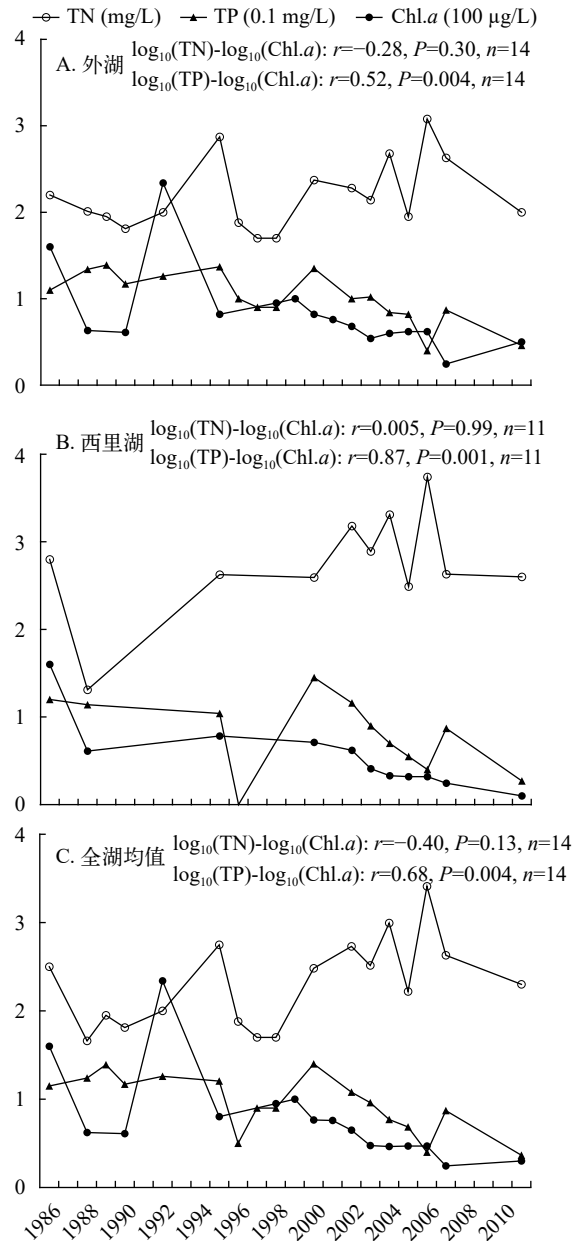 TN (mg/L) TP (0.1 mg/L) Chl.a (100 μg/L)
A. 外湖
log₁₀(TN)-log₁₀(Chl.a): r=−0.28, P=0.30, n=14
log₁₀(TP)-log₁₀(Chl.a): r=0.52, P=0.004, n=14
4
3
2
1
0
B. 西里湖
log₁₀(TN)-log₁₀(Chl.a): r=0.005, P=0.99, n=11
log₁₀(TP)-log₁₀(Chl.a): r=0.87, P=0.001, n=11
4
3
2
1
0
C. 全湖均值
log₁₀(TN)-log₁₀(Chl.a): r=−0.40, P=0.13, n=14
log₁₀(TP)-log₁₀(Chl.a): r=0.68, P=0.004, n=14
4
3
2
1
0
1986 1988 1990 1992 1994 1996 1998 2000 2002 2004 2006 2008 2010